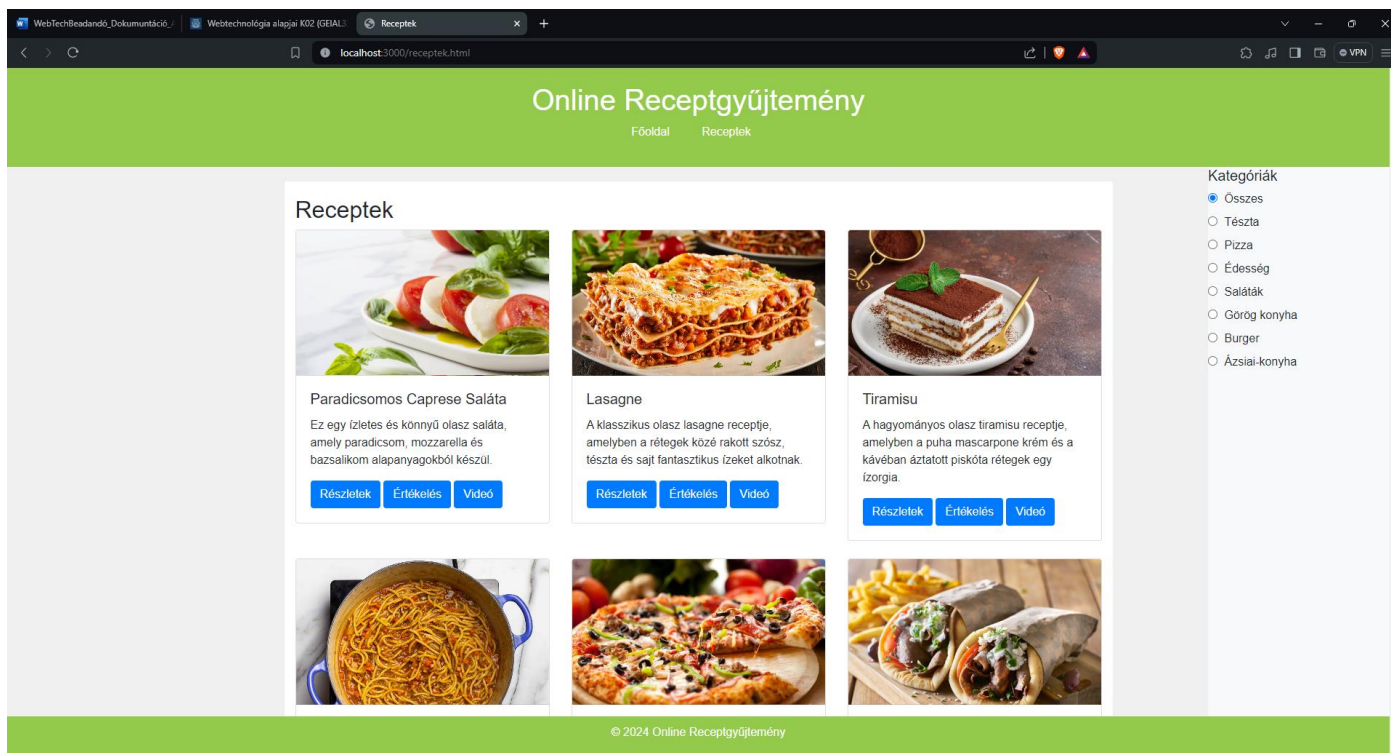 WebTechBeadandó_Dokumuntáció_
Webtechnológia alapjai K02 (GEIAL3
Receptek
localhost:3000/receptek.html
VPN
Online Receptgyűjtemény
Főoldal Receptek
Receptek
Paradicsomos Caprese Saláta
Ez egy ízletes és könnyű olasz saláta,
amely paradicsom, mozzarella és
bazsalikom alapanyagokból készül.
Részletek Értékelés Videó
Lasagne
A klasszikus olasz lasagne receptje,
amelyben a rétegek közé rakott szósz,
tészta és sajt fantasztikus ízeket alkotnak.
Részletek Értékelés Videó
Tiramisu
A hagyományos olasz tiramisu receptje,
amelyben a puha mascarpone krém és a
kávéban áztatott piskóta rétegek egy
ízorgia.
Részletek Értékelés Videó
Kategóriák
Összes
Tészta
Pizza
Édesség
Saláták
Görög konyha
Burger
Ázsiai-konyha
© 2024 Online Receptgyűjtemény